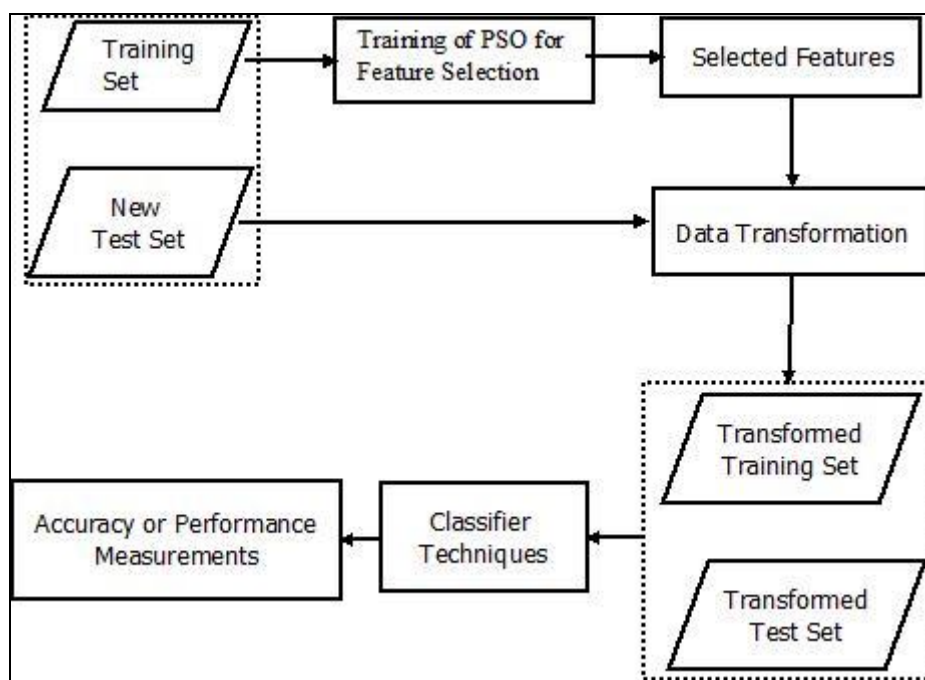 Training
Set
Training of PSO for
Feature Selection
Selected Features
New
Test Set
Data Transformation
Transformed
Training Set
Accuracy or Performance
Measurements
Classifier
Techniques
Transformed
Test Set